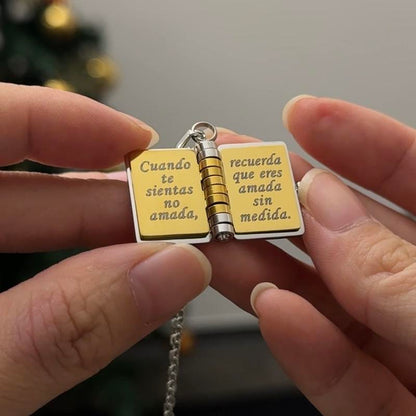 Cuando
te
sientas
no
amada,
recuerda
que eres
amada
sin
medida.